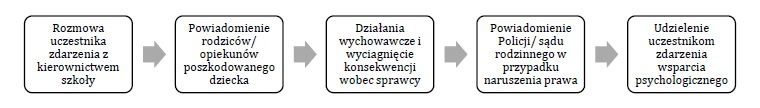 Rozmowa
uczestnika
zdarzenia z
kierownictwem
szkoły
Powiadomienie
rodziców/
opiekunów
poszkodowanego
dziecka
Działania
wychowawcze i
wyciągnięcie
konsekwencji
wobec sprawcy
Powiadomienie
Policji/ sądu
rodzinnego w
przypadku
naruszenia prawa
Udzielenie
uczestnikom
zdarzenia
wsparcia
psychologicznego